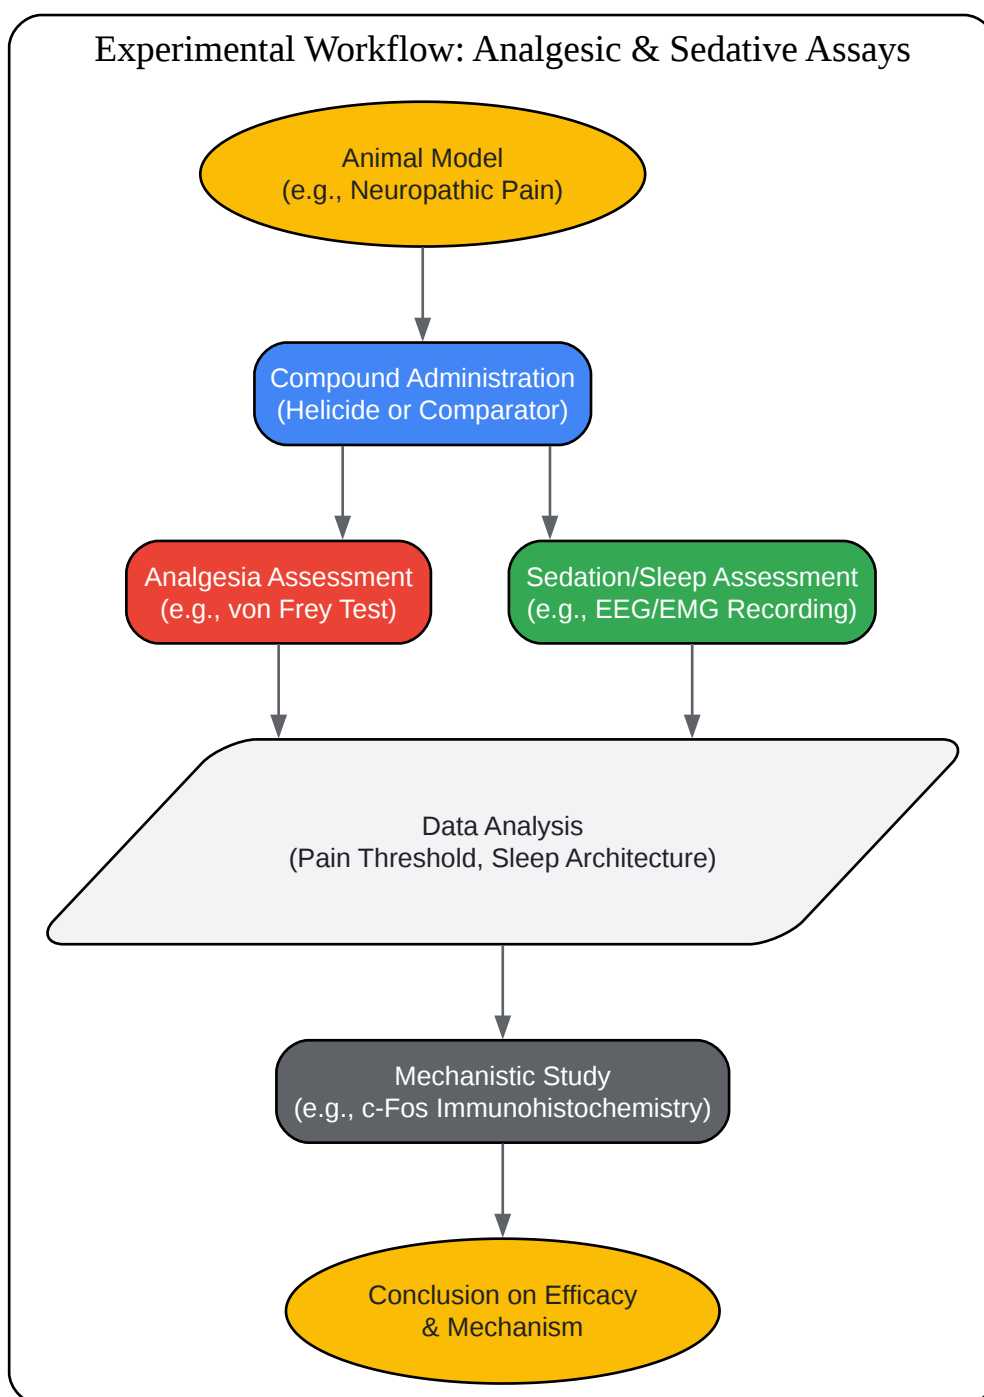 Experimental Workflow: Analgesic & Sedative Assays
Animal Model
(e.g., Neuropathic Pain)
Compound Administration
(Helicide or Comparator)
Analgesia Assessment
(e.g., von Frey Test)
Sedation/Sleep Assessment
(e.g., EEG/EMG Recording)
Data Analysis
(Pain Threshold, Sleep Architecture)
Mechanistic Study
(e.g., c-Fos Immunohistochemistry)
Conclusion on Efficacy
& Mechanism